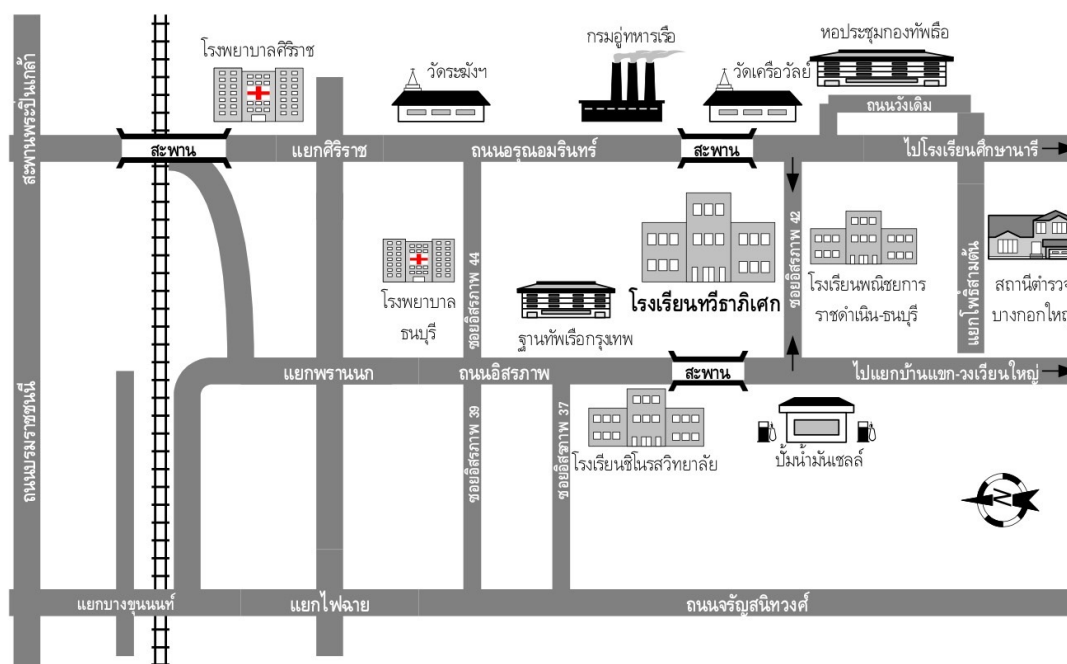 สะพานพระปิ่นเกล้า
โรงพยาบาลศิริราช
วัดระฆังฯ
กรมอู่ทหารเรือ
วัดเครือวัลย์
หอประชุมกองทัพเรือ
ถนนวังเดิม
สะพาน
แยกศิริราช
ถนนอรุณอมรินทร์
สะพาน
ไปโรงเรียนศึกษานารี
โรงพยาบาล
ธนบุรี
ซอยอิสรภาพ 44
ฐานทัพเรือกรุงเทพ
โรงเรียนทวีธาภิเศก
ซอยอิสรภาพ 42
โรงเรียนพณิชยการ
ราชดำเนิน-ธนบุรี
แยกโพธิ์สามต้น
สถานีตำรวจ
บางกอกใหญ่
แยกพรานนก
ถนนอิสรภาพ
สะพาน
ไปแยกบ้านแขก-วงเวียนใหญ่
ถนนบรมราชชนนี
ซอยอิสรภาพ 39
ซอยอิสรภาพ 37
โรงเรียนชิโนรสวิทยาลัย
ปั้มน้ำมันเชลล์
N
แยกบางขุนนนท์
แยกไฟฉาย
ถนนจรัญสนิทวงศ์